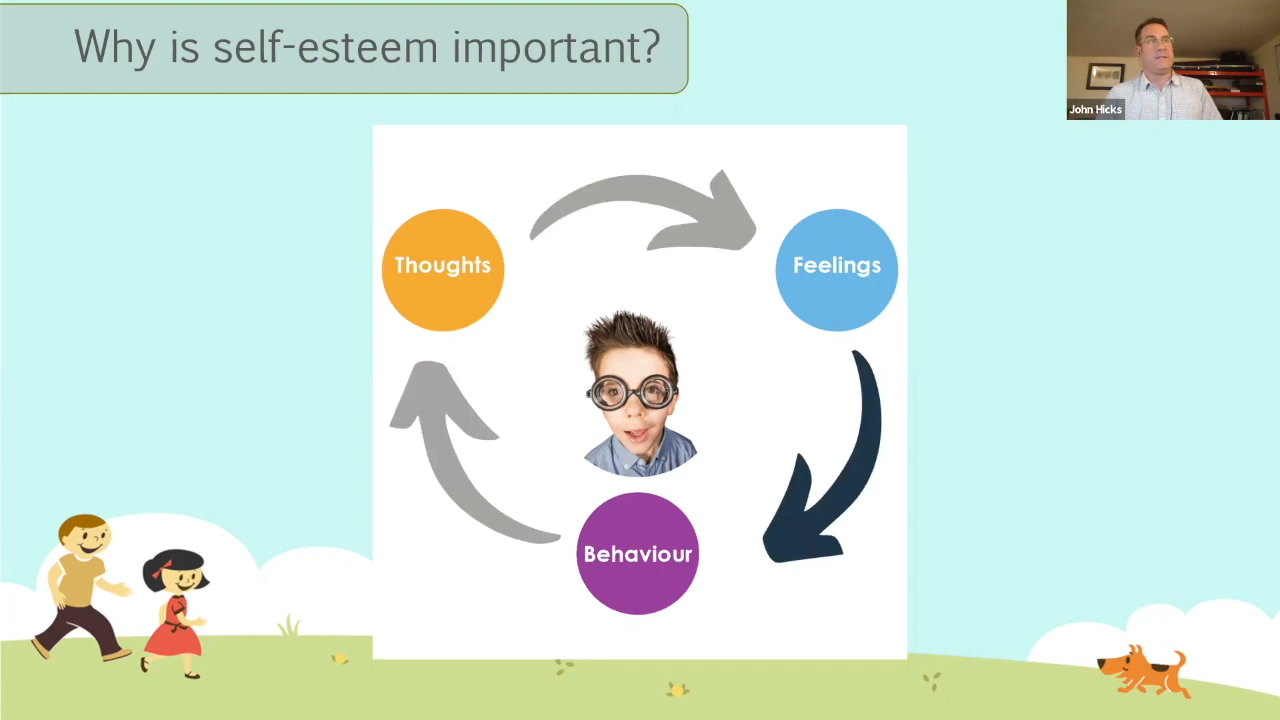 Why is self-esteem important?
John Hicks
Thoughts
Feelings
Behaviour